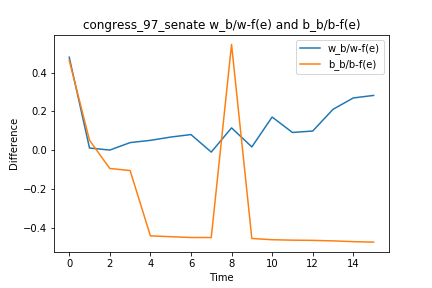 congress_97_senate w_b/w-f(e) and b_b/b-f(e)
w_b/w-f(e)
b_b/b-f(e)
Difference
0.4
0.2
0.0
−0.2
−0.4
0 2 4 6 8 10 12 14
Time